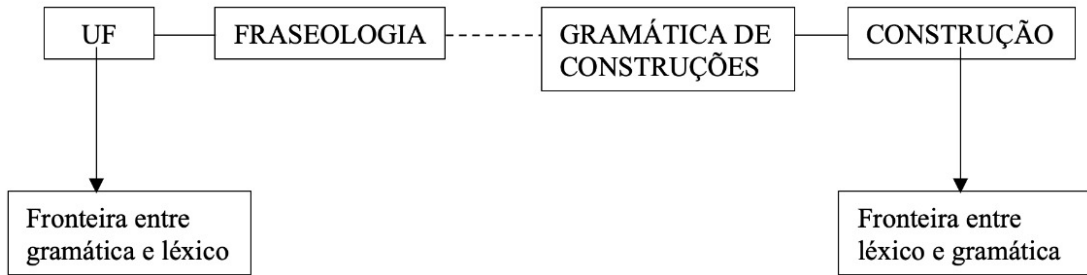 UF
FRASEOLOGIA
GRAMÁTICA DE
CONSTRUÇÕES
CONSTRUÇÃO
Fronteira entre
gramática e léxico
Fronteira entre
léxico e gramática